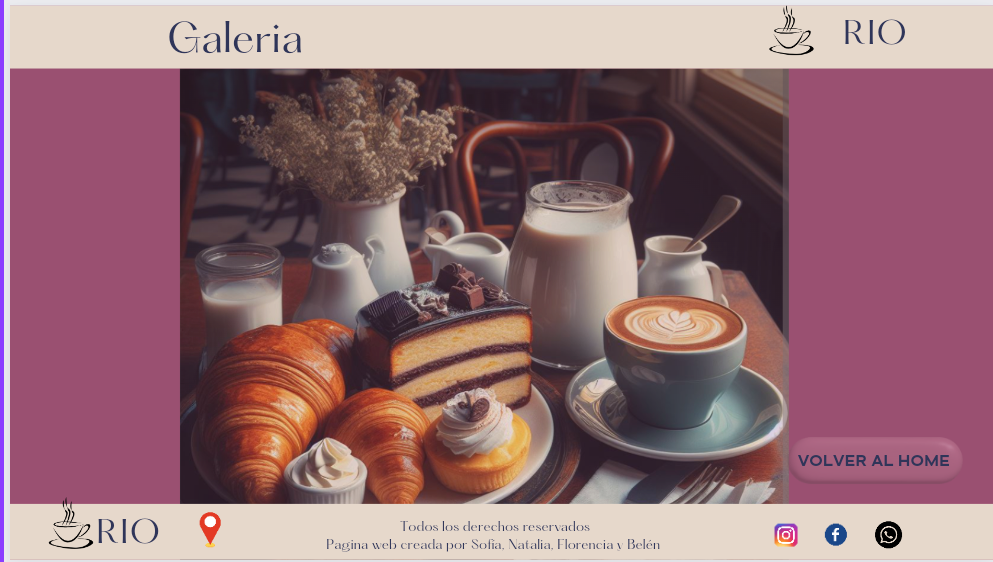 Galeria
RIO
VOLVER AL HOME
RIO
Todos los derechos reservados
Pagina web creada por Sofia, Natalia, Florencia y Belén